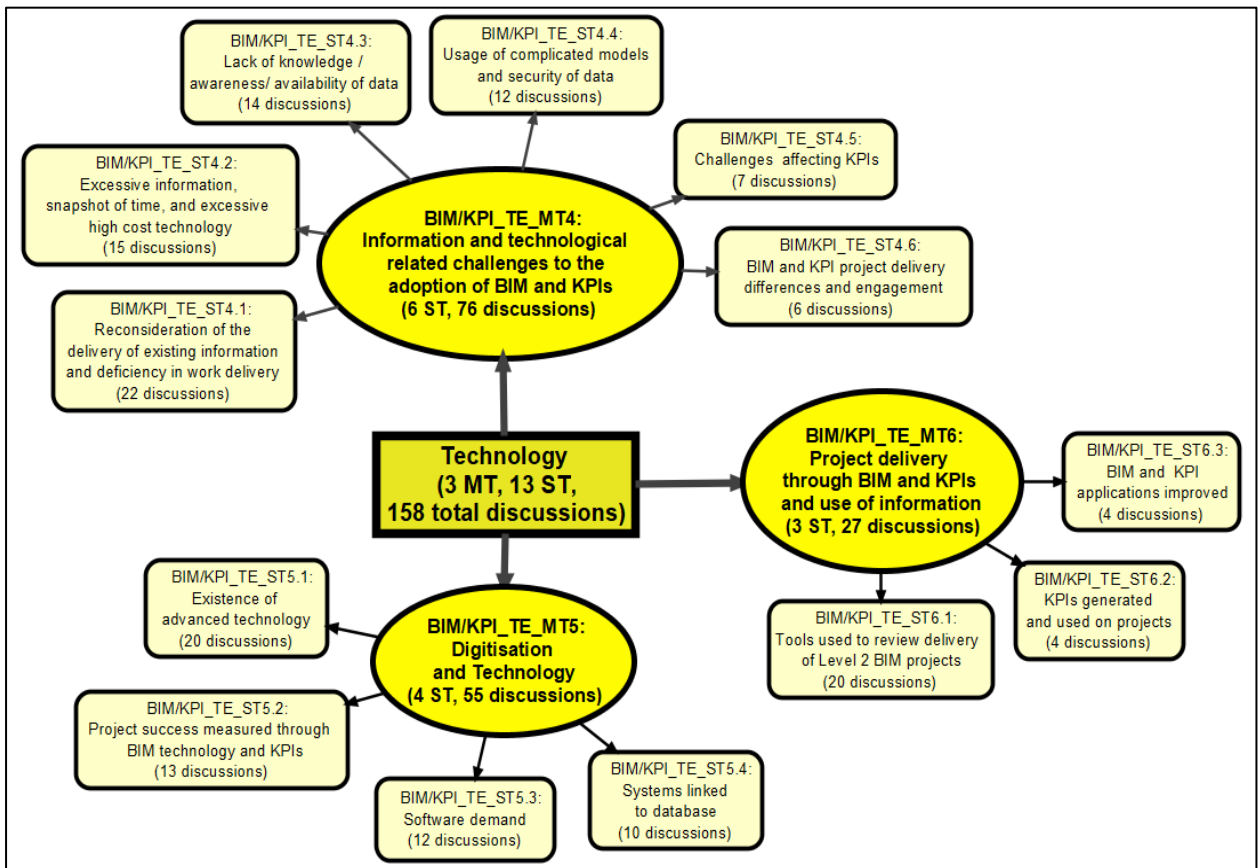 BIM/KPI_TE_ST4.3:
Lack of knowledge /
awareness/ availability of data
(14 discussions)
BIM/KPI_TE_ST4.4:
Usage of complicated models
and security of data
(12 discussions)
BIM/KPI_TE_ST4.2:
Excessive information,
snapshot of time, and excessive
high cost technology
(15 discussions)
BIM/KPI_TE_ST4.5:
Challenges affecting KPIs
(7 discussions)
BIM/KPI_TE_MT4:
Information and technological
related challenges to the
adoption of BIM and KPIs
(6 ST, 76 discussions)
BIM/KPI_TE_ST4.6:
BIM and KPI project delivery
differences and engagement
(6 discussions)
BIM/KPI_TE_ST4.1:
Reconsideration of the
delivery of existing information
and deficiency in work delivery
(22 discussions)
Technology
(3 MT, 13 ST,
158 total discussions)
BIM/KPI_TE_MT6:
Project delivery
through BIM and KPIs
and use of information
(3 ST, 27 discussions)
BIM/KPI_TE_ST6.3:
BIM and KPI
applications improved
(4 discussions)
BIM/KPI_TE_ST6.2:
KPIs generated
and used on projects
(4 discussions)
BIM/KPI_TE_ST6.1:
Tools used to review delivery
of Level 2 BIM projects
(20 discussions)
BIM/KPI_TE_ST5.1:
Existence of
advanced technology
(20 discussions)
BIM/KPI_TE_MT5:
Digitisation
and Technology
(4 ST, 55 discussions)
BIM/KPI_TE_ST5.2:
Project success measured through
BIM technology and KPIs
(13 discussions)
BIM/KPI_TE_ST5.3:
Software demand
(12 discussions)
BIM/KPI_TE_ST5.4:
Systems linked
to database
(10 discussions)